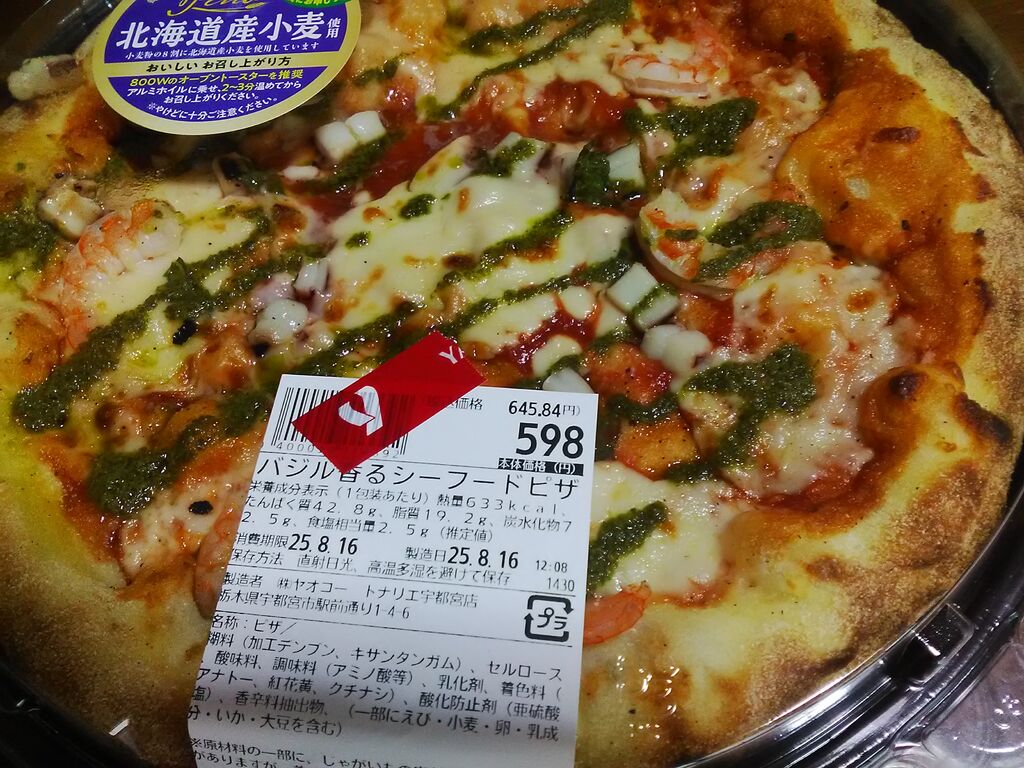 北海道産小麦使用
小麦粉の8割に北海道産小麦を使用しています
おいしいお召し上がり方
800Wのオーブントースターを推奨
アルミホイルに乗せ、2~3分温めてから
お召し上がりください。
※やけどに十分ご注意ください。
価格 645.84円)
598
本体価格(円)
バジル香るシーフードピザ
栄養成分表示(1包装あたり)熱量633kcal、
たんぱく質42.8g、脂質19.2g、炭水化物7
2.5g、食塩相当量2.5g(推定値)
消費期限25.8.16 製造日25.8.16 12:08
保存方法 直射日光、高温多湿を避けて保存 1430
製造者 ㈱ヤオコー トナリエ宇都宮店
栃木県宇都宮市駅前通り1-4-6
プラ
名称:ピザ/
糊料(加工デンプン、キサンタンガム)、セルロース
酸味料、調味料(アミノ酸等)、乳化剤、着色料(
アナトー、紅花黄、クチナシ)、酸化防止剤(亜硫酸
塩)、香辛料抽出物、(一部にえび・小麦・卵・乳成
分・いか・大豆を含む)
※原材料の一部に、じゃがいもの
がありますが、